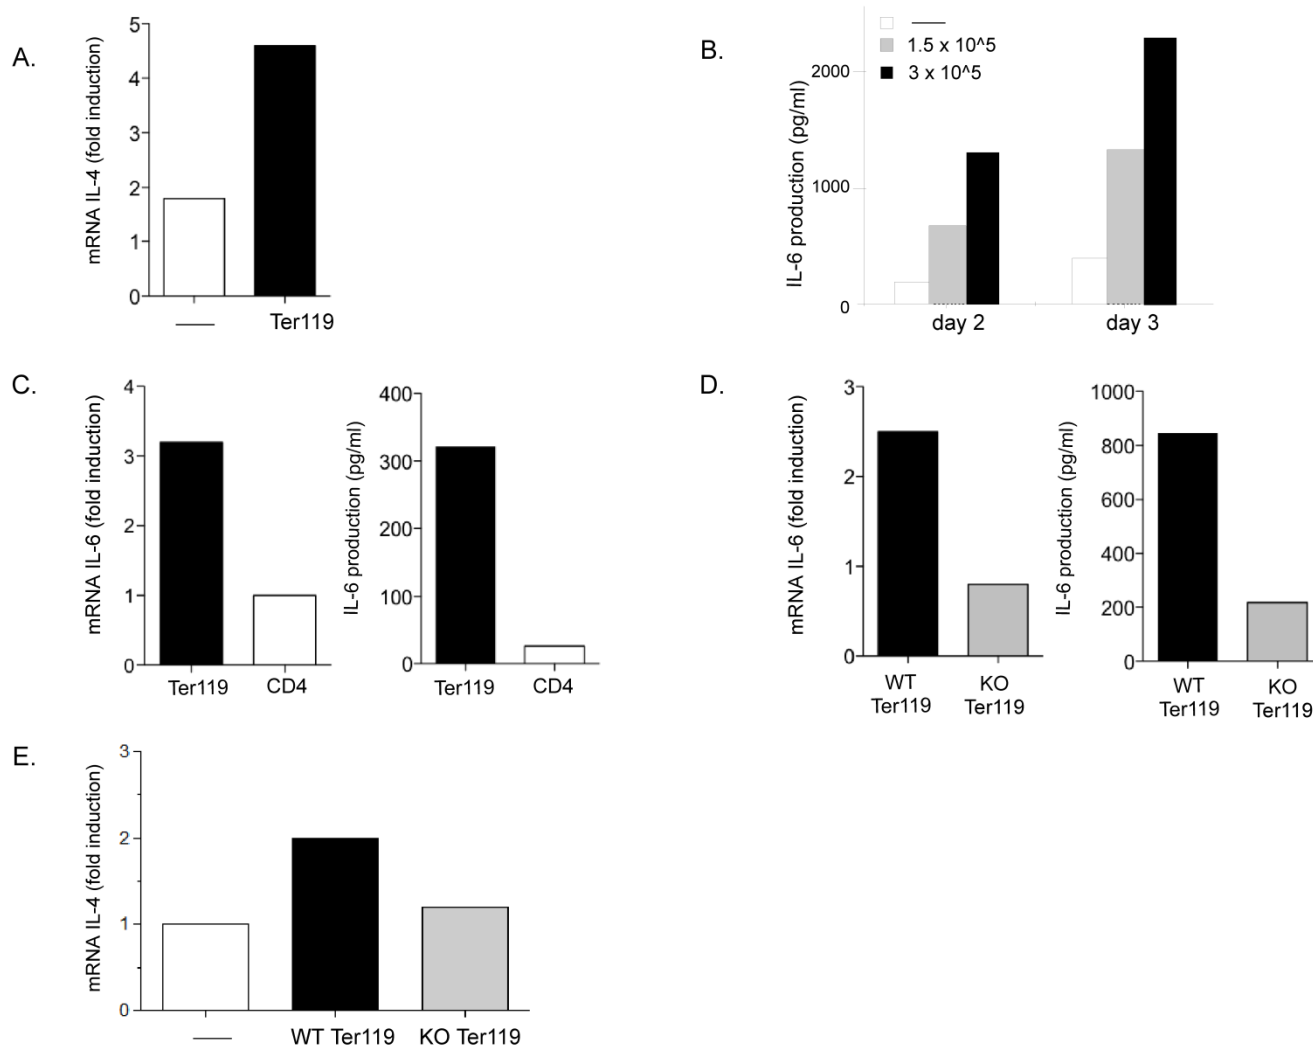 A.
mRNA IL-4 (fold induction)
5
4
3
2
1
0
Ter119
B.
IL-6 production (pg/ml)
1.5 x 10^5
3 x 10^5
2000
1000
0
day 2
day 3
C.
mRNA IL-6 (fold induction)
4
3
2
1
0
Ter119
CD4
IL-6 production (pg/ml)
400
300
200
100
0
Ter119
CD4
D.
mRNA IL-6 (fold induction)
3
2
1
0
WT
Ter119
KO
Ter119
IL-6 production (pg/ml)
1000
800
600
400
200
0
WT
Ter119
KO
Ter119
E.
mRNA IL-4 (fold induction)
3
2
1
0
WT Ter119
KO Ter119